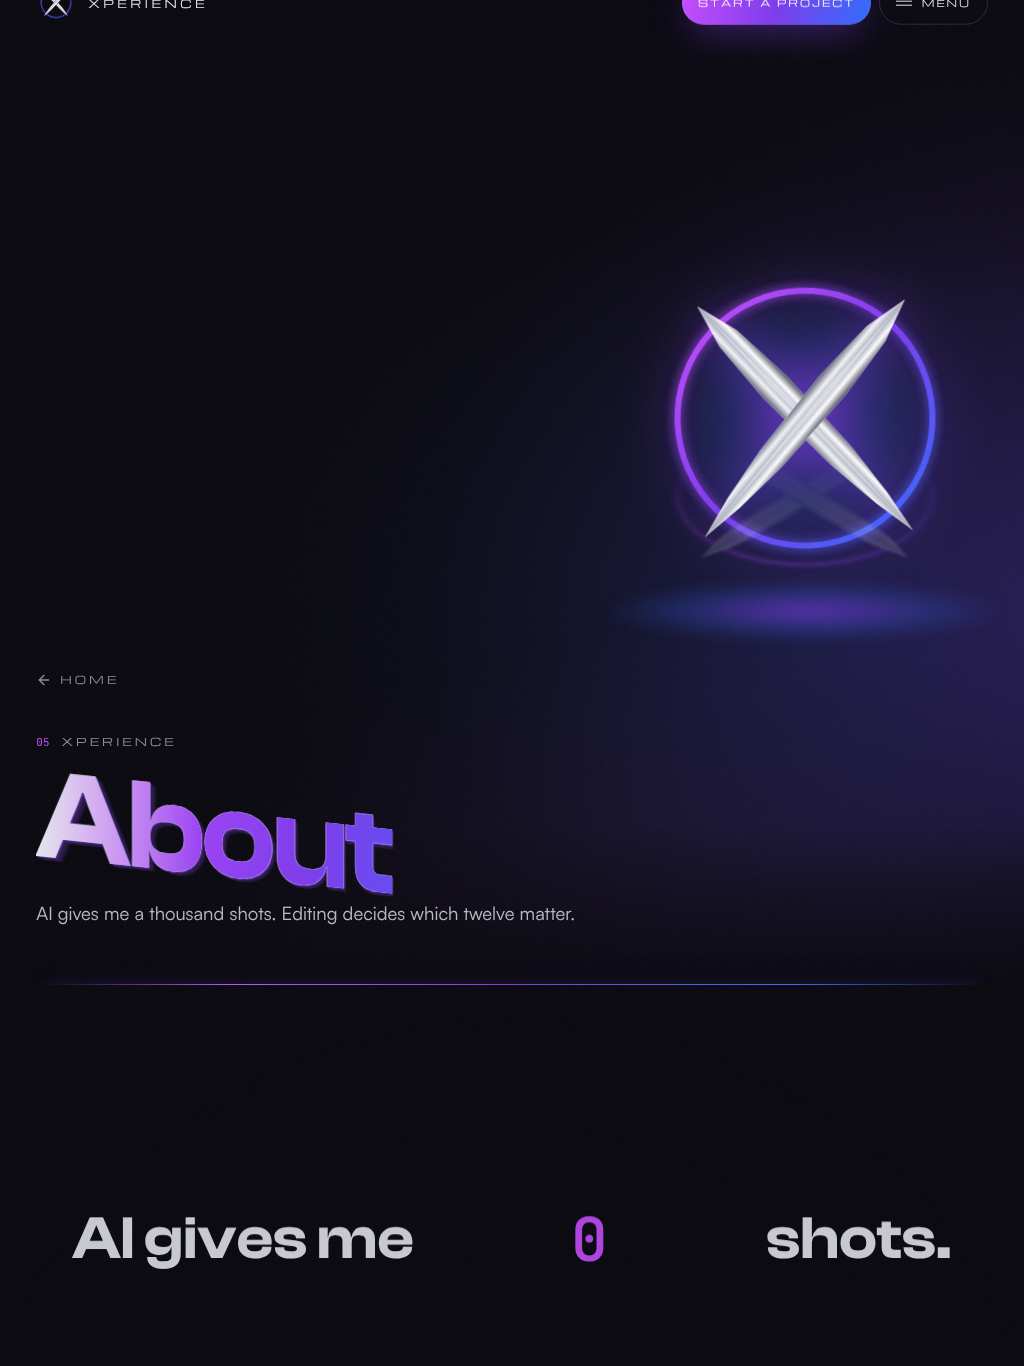 XPERIENCE
START A PROJECT
MENU
HOME
05 XPERIENCE
About
AI gives me a thousand shots. Editing decides which twelve matter.
AI gives me 0 shots.